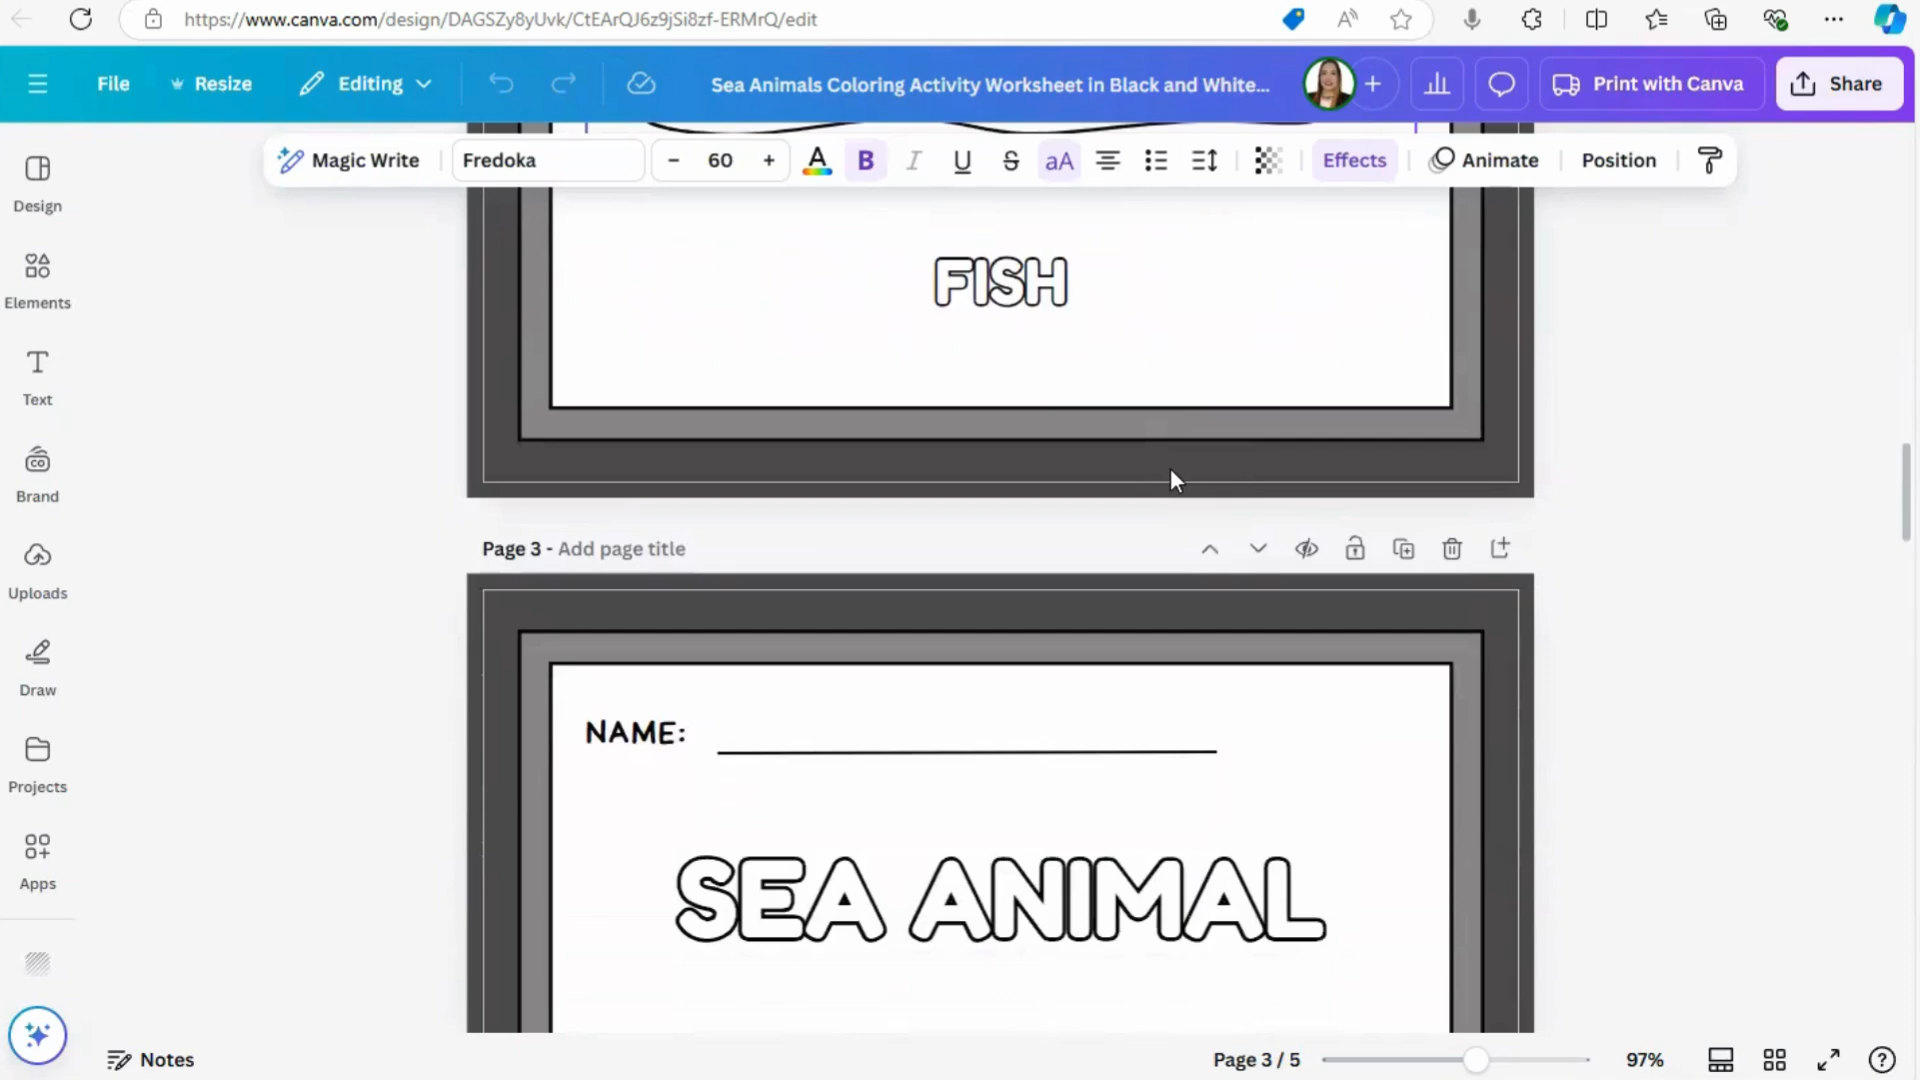 https://www.canva.com/design/DAGSZy8yUvk/CtEArQJ6z9jSi8zf-ERMrQ/edit
File
Resize
Editing
Sea Animals Coloring Activity Worksheet in Black and White...
Print with Canva
Share
Magic Write
Fredoka
– 60 +
A B I U S aA
Effects
Animate
Position
Design
Elements
Text
Brand
Uploads
Draw
Projects
Apps
FISH
Page 3 - Add page title
NAME:
SEA ANIMAL
Notes
Page 3 / 5
97%